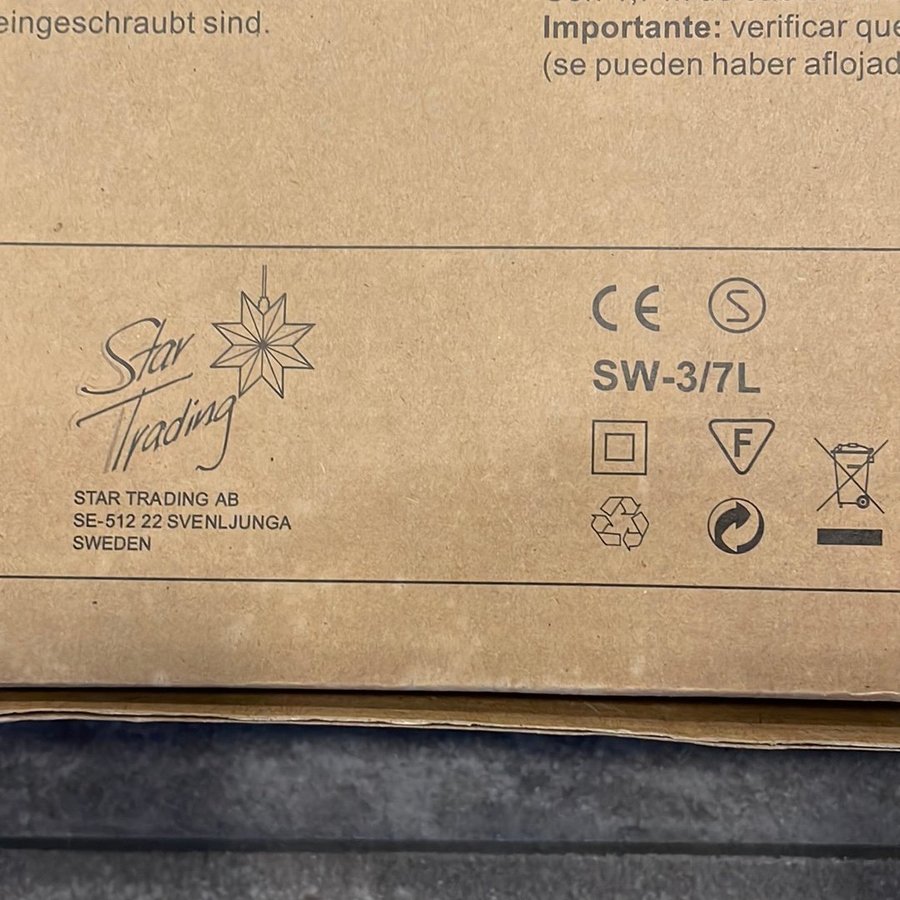 eingeschraubt sind.
Importante: verificar que
(se pueden haber aflojad
Star
Trading
STAR TRADING AB
SE-512 22 SVENLJUNGA
SWEDEN
CE S
SW-3/7L
F